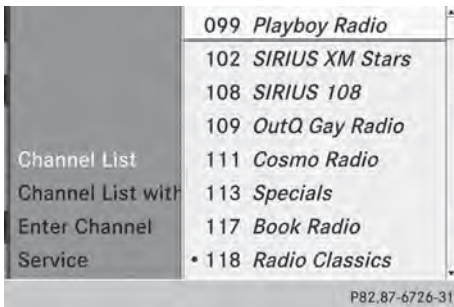 099 Playboy Radio
102 SIRIUS XM Stars
108 SIRIUS 108
109 OutQ Gay Radio
Channel List 111 Cosmo Radio
Channel List with 113 Specials
Enter Channel 117 Book Radio
Service • 118 Radio Classics
P82.87-6726-31